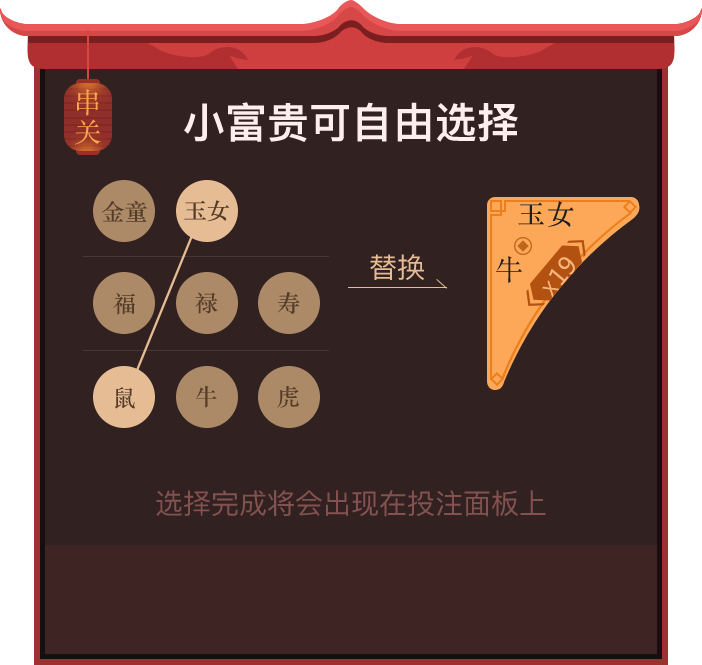 串关
小富贵可自由选择
金童 玉女
福 禄 寿
鼠 牛 虎
替换
玉女
牛
x19
选择完成将会出现在投注面板上